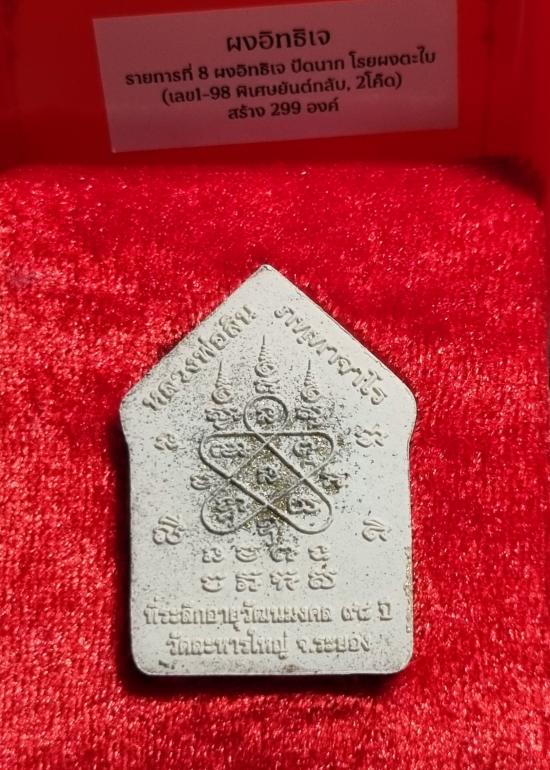 ผงอิทธิเจ
รายการที่ 8 ผงอิทธิเจ ปัดนาก โรยผงตะไบ
(เลข1-98 พิเศษยันต์กลับ, 2โค๊ด)
สร้าง 299 องค์
หลวงพ่อสิน ภทฺทาจาโร
ที่ระลึกอายุวัฒนมงคล ๙๔ ปี
วัดละหารใหญ่ จ.ระยอง